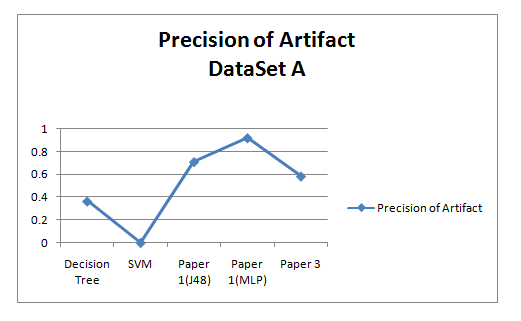 Precision of Artifact
DataSet A
1
0.8
0.6
0.4
0.2
0
Decision
Tree
SVM
Paper
1(J48)
Paper
1(MLP)
Paper 3
Precision of Artifact